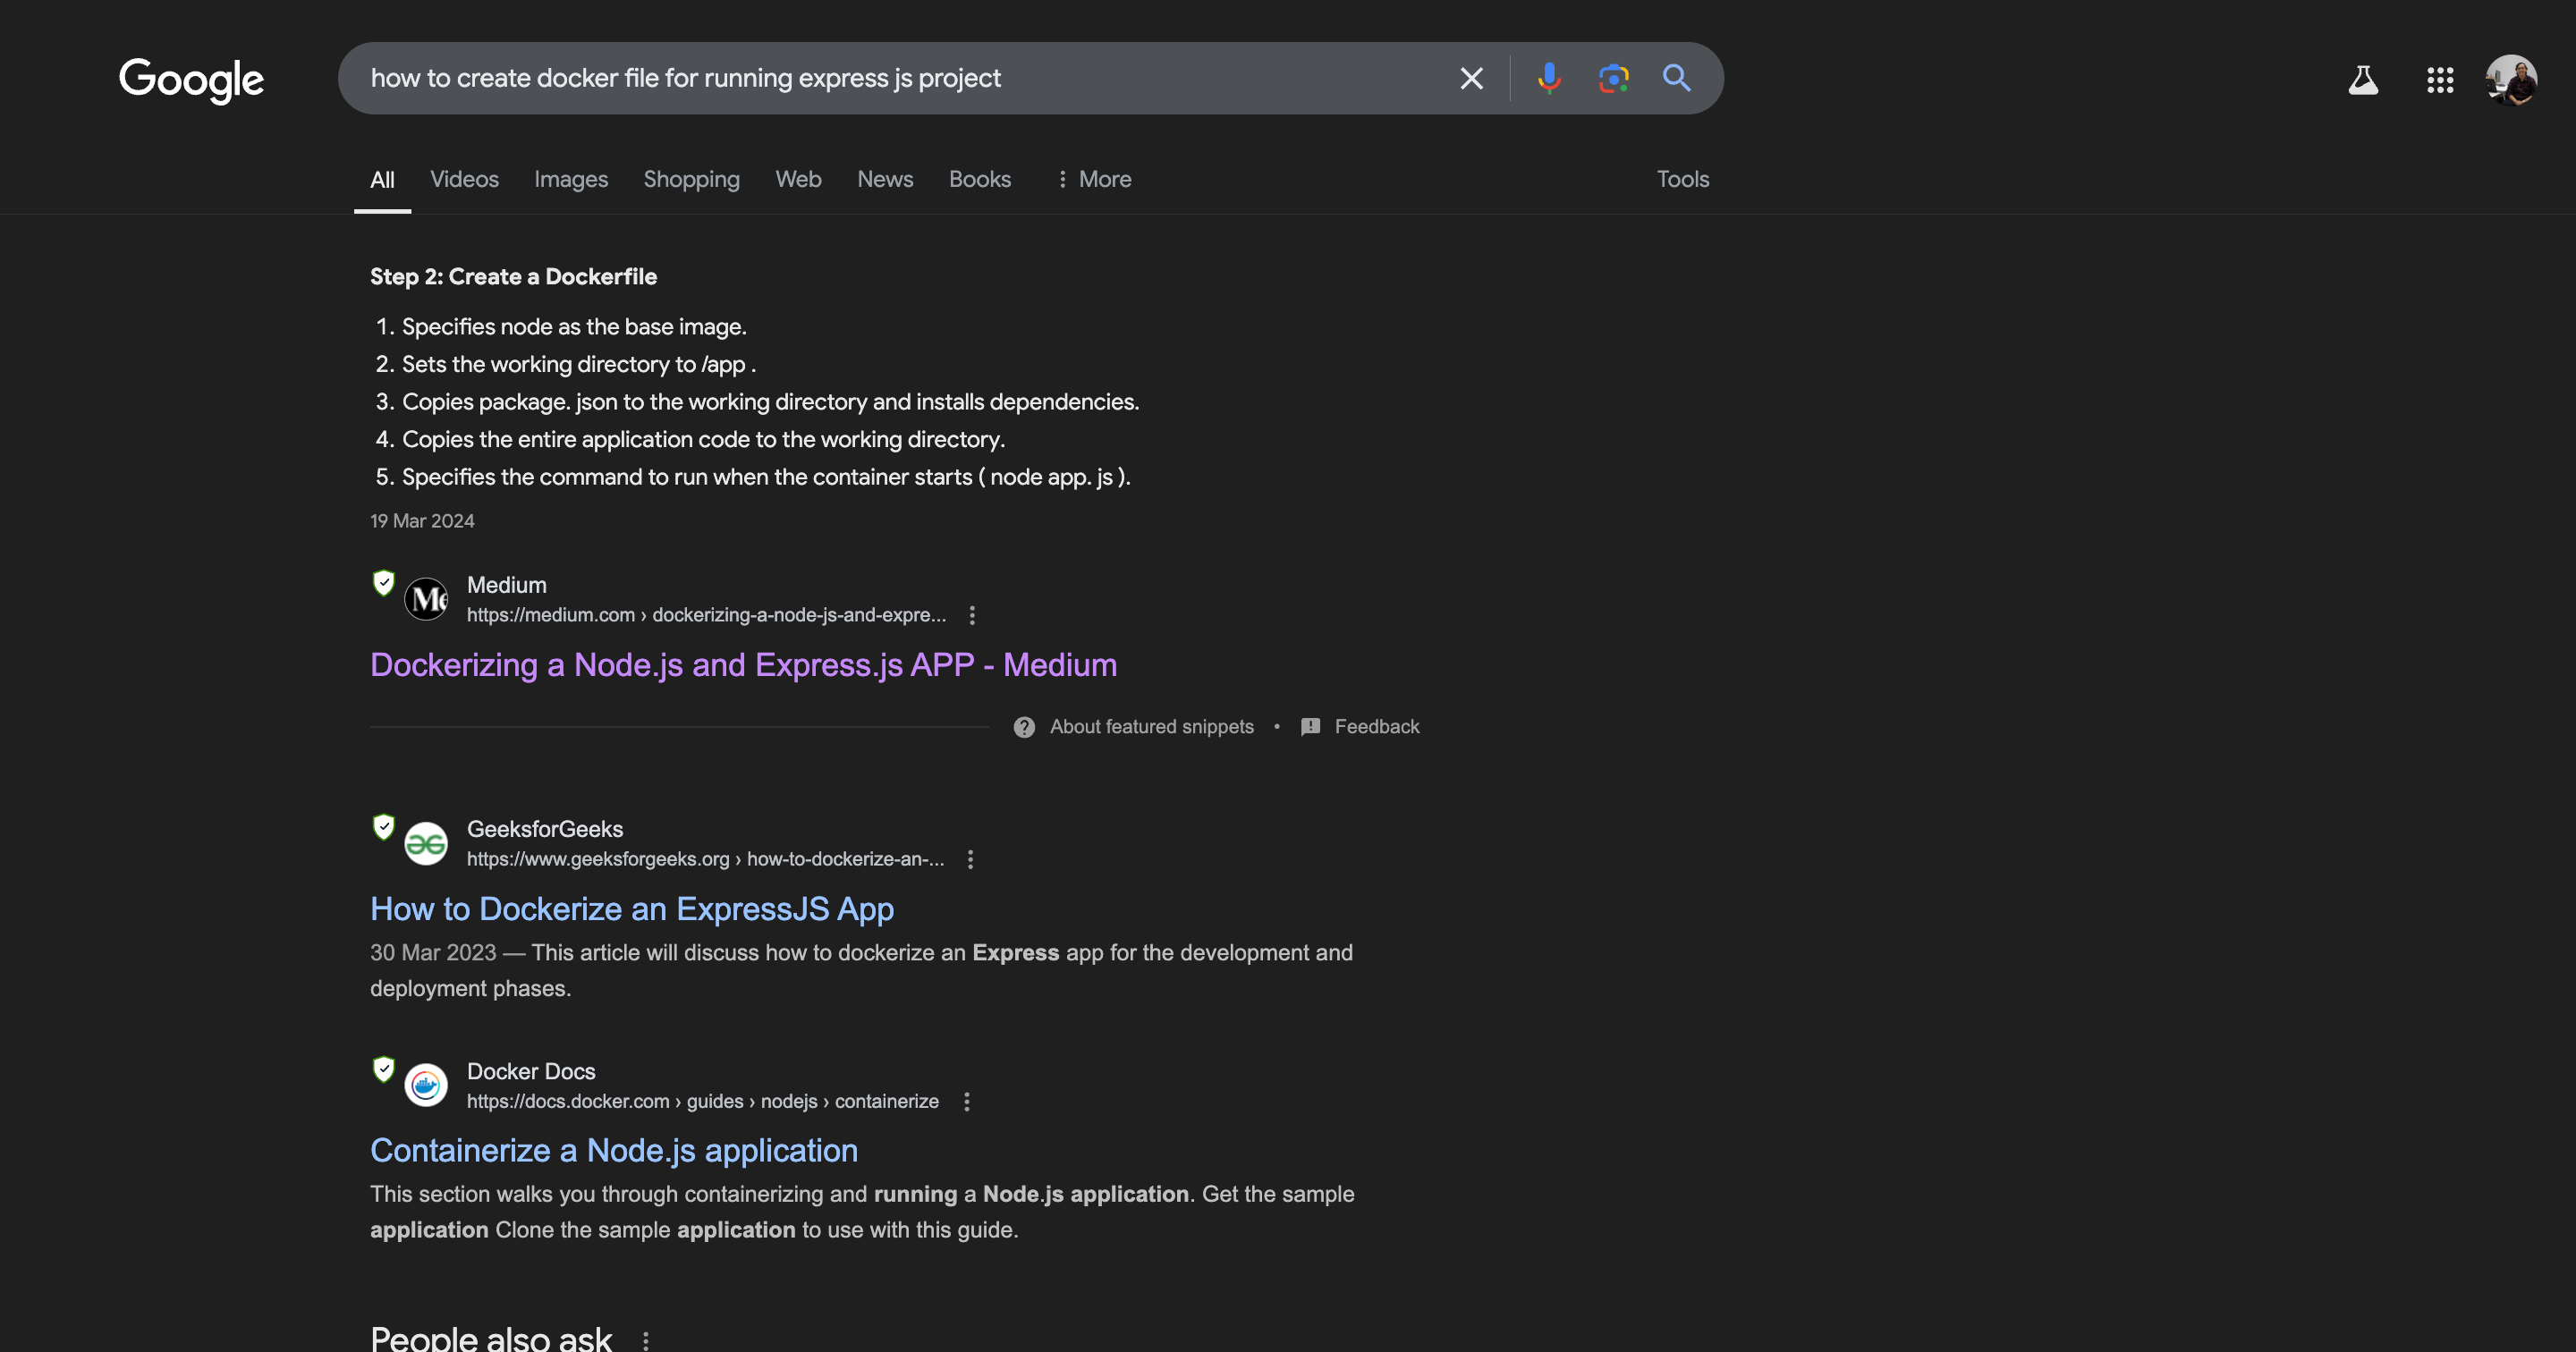 Google
how to create docker file for running express js project
All Videos Images Shopping Web News Books More Tools
Step 2: Create a Dockerfile
1. Specifies node as the base image.
2. Sets the working directory to /app .
3. Copies package. json to the working directory and installs dependencies.
4. Copies the entire application code to the working directory.
5. Specifies the command to run when the container starts ( node app. js ).
19 Mar 2024
Me
Medium
https://medium.com › dockerizing-a-node-js-and-expre...
Dockerizing a Node.js and Express.js APP - Medium
About featured snippets • Feedback
GeeksforGeeks
https://www.geeksforgeeks.org › how-to-dockerize-an-...
How to Dockerize an ExpressJS App
30 Mar 2023 — This article will discuss how to dockerize an Express app for the development and
deployment phases.
Docker Docs
https://docs.docker.com › guides › nodejs › containerize
Containerize a Node.js application
This section walks you through containerizing and running a Node.js application. Get the sample
application Clone the sample application to use with this guide.
People also ask